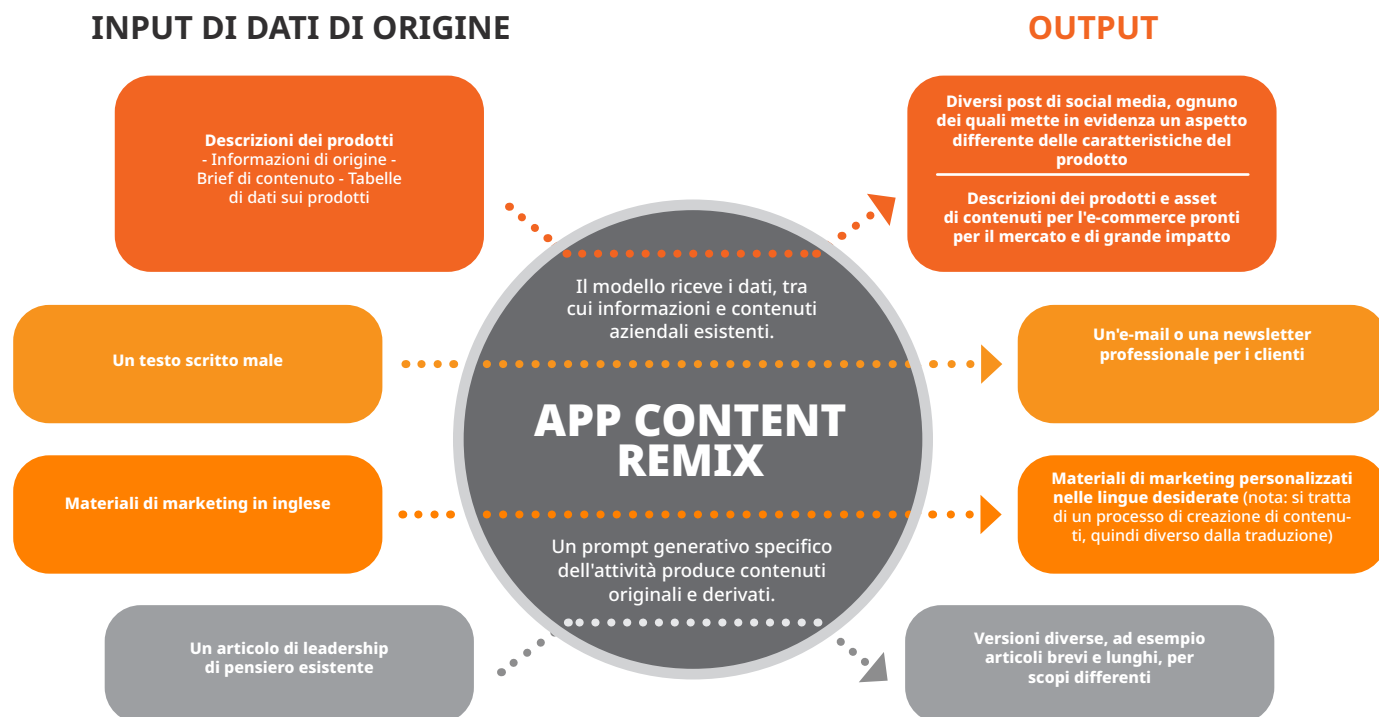 INPUT DI DATI DI ORIGINE
OUTPUT
Descrizioni dei prodotti
- Informazioni di origine -
Brief di contenuto - Tabelle
di dati sui prodotti
Diversi post di social media, ognuno
dei quali mette in evidenza un aspetto
differente delle caratteristiche del
prodotto
Descrizioni dei prodotti e asset
di contenuti per l'e-commerce pronti
per il mercato e di grande impatto
Il modello riceve i dati, tra
cui informazioni e contenuti
aziendali esistenti.
Un testo scritto male
Un'e-mail o una newsletter
professionale per i clienti
APP CONTENT
REMIX
Materiali di marketing in inglese
Materiali di marketing personalizzati
nelle lingue desiderate (nota: si tratta
di un processo di creazione di contenu-
ti, quindi diverso dalla traduzione)
Un prompt generativo specifico
dell'attività produce contenuti
originali e derivati.
Un articolo di leadership
di pensiero esistente
Versioni diverse, ad esempio
articoli brevi e lunghi, per
scopi differenti